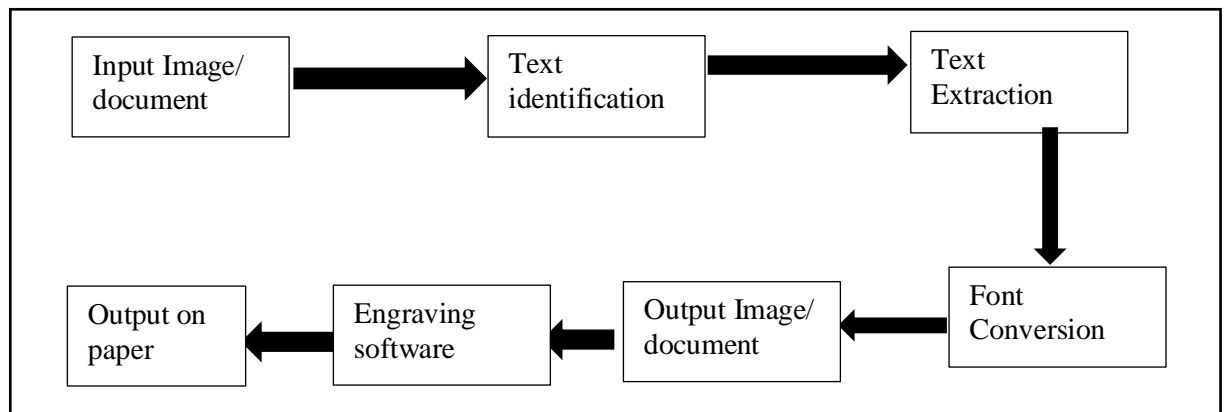 Input Image/
document
Text
identification
Text
Extraction
Font
Conversion
Output Image/
document
Engraving
software
Output on
paper